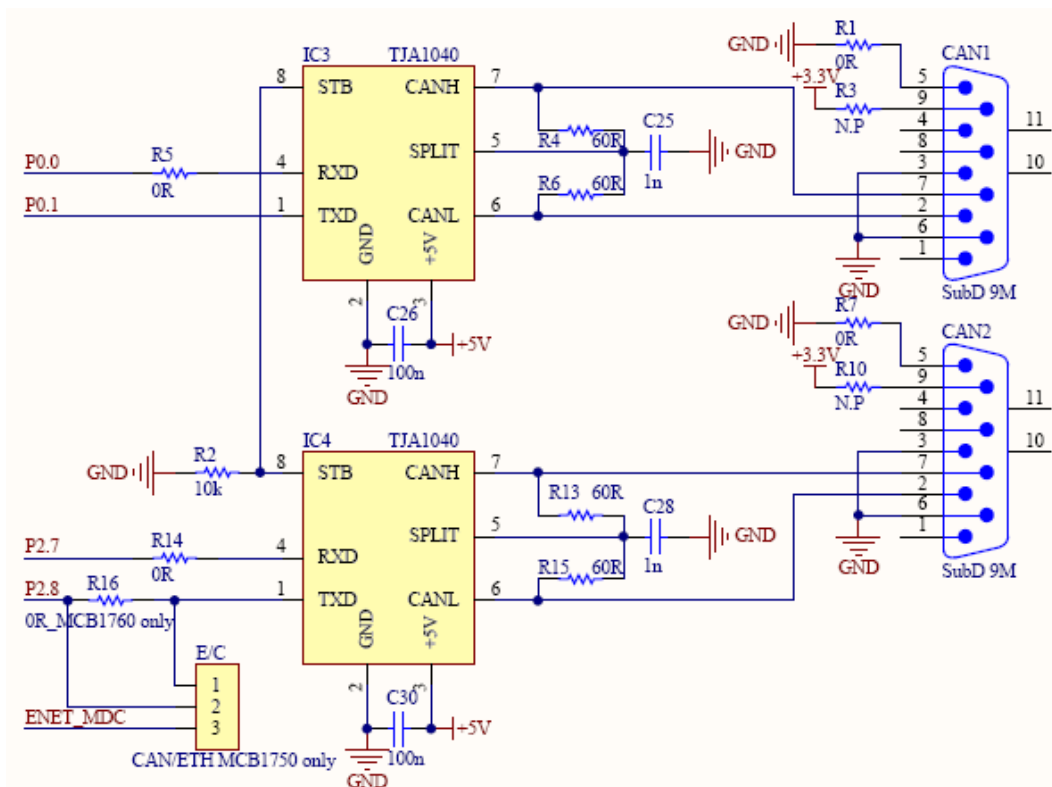 IC3 TJA1040
8 STB CANH 7
SPLIT 5
P0.0 R5 0R 4 RXD
P0.1 1 TXD CANL 6
GND +5V
2 3
C26
100n
+5V
GND
R4 60R
R6 60R
C25
1n
GND
GND R1 0R
+3.3V R3 N.P
CAN1
5
9
4
8
3
7
2
6
1
11
10
GND
SubD 9M
GND R7 0R
+3.3V R10 N.P
CAN2
5
9
4
8
3
7
2
6
1
11
10
GND
SubD 9M
IC4 TJA1040
GND R2 10k 8 STB CANH 7
SPLIT 5
P2.7 R14 0R 4 RXD
P2.8 R16 1 TXD CANL 6
0R_MCB1760 only
GND +5V
2 3
C30
100n
+5V
GND
R13 60R
R15 60R
C28
1n
GND
E/C
1
2
ENET_MDC 3
CAN/ETH MCB1750 only